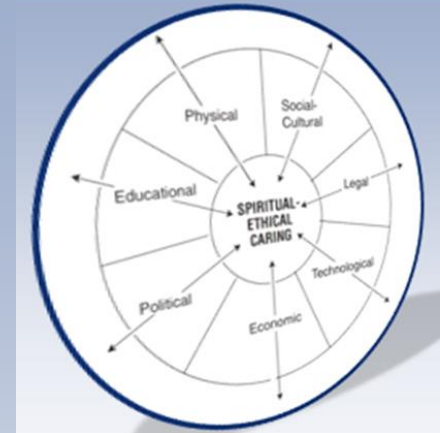 Physical
Social-
Cultural
Educational
Legal
SPIRITUAL-
ETHICAL
CARING
Technological
Political
Economic